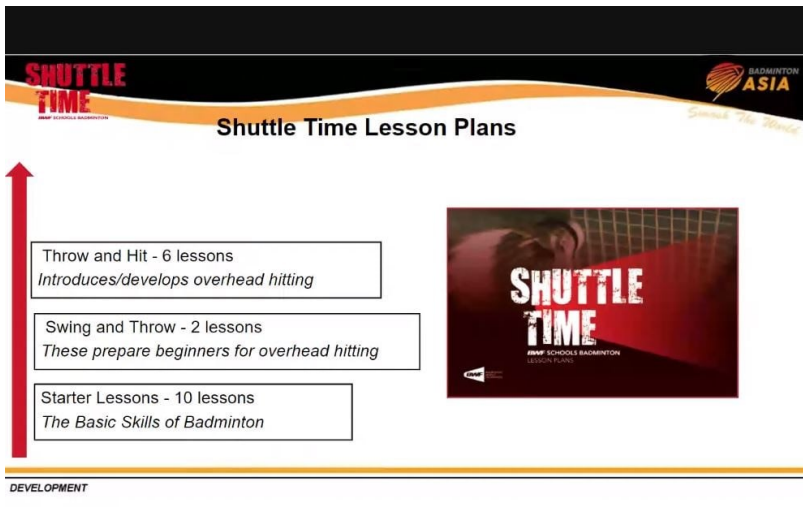 SHUTTLE
TIME
BWF SCHOOLS BADMINTON
BADMINTON
ASIA
Smash The World
Shuttle Time Lesson Plans
Throw and Hit - 6 lessons
Introduces/develops overhead hitting
Swing and Throw - 2 lessons
These prepare beginners for overhead hitting
Starter Lessons - 10 lessons
The Basic Skills of Badminton
SHUTTLE
TIME
BWF SCHOOLS BADMINTON
LESSON PLANS
BWF
DEVELOPMENT